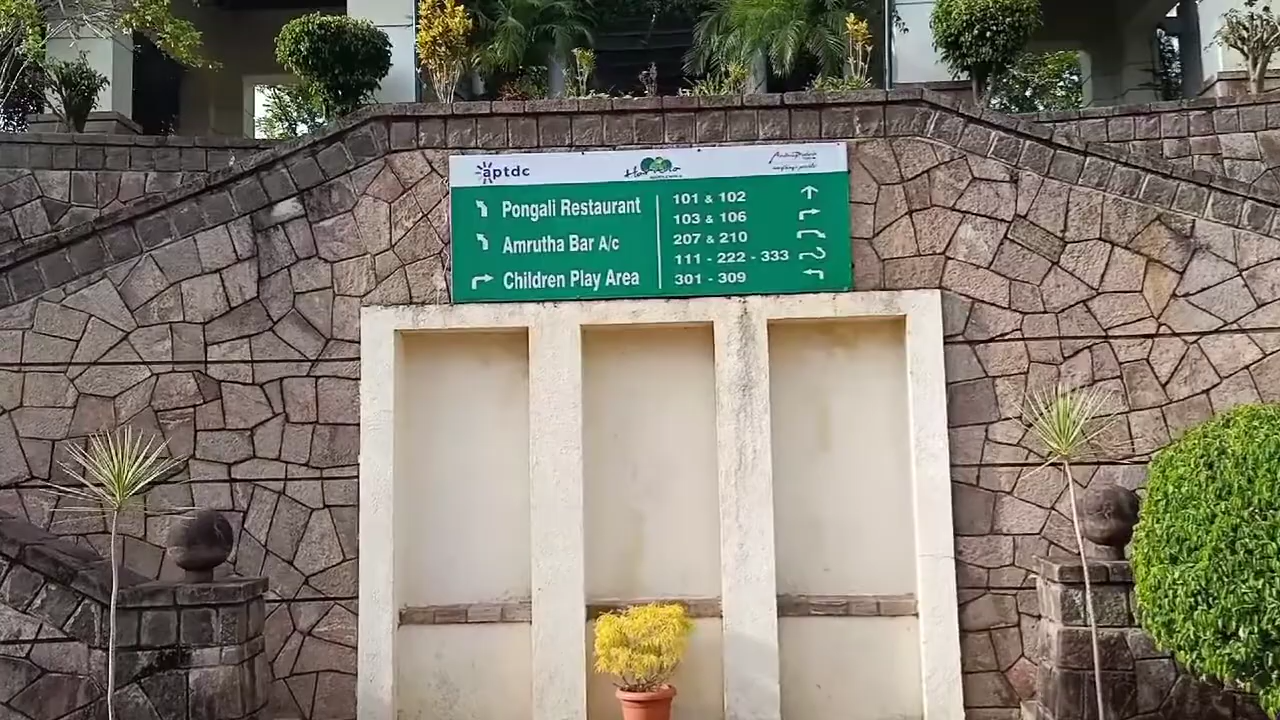 aptdc
Pongali Restaurant
Amrutha Bar A/c
Children Play Area
101 & 102
103 & 106
207 & 210
111 - 222 - 333
301 - 309